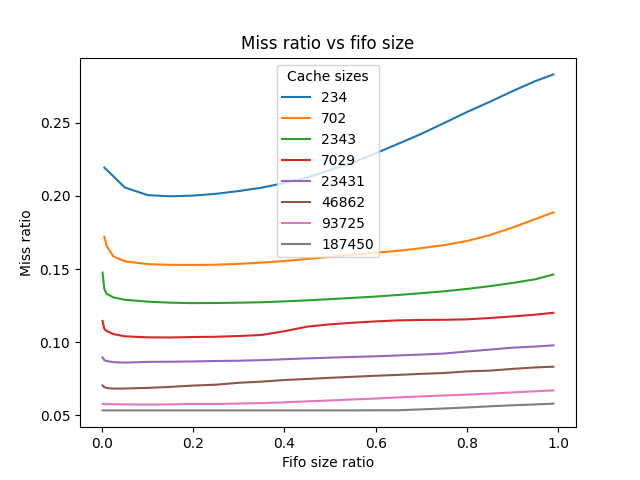 Miss ratio vs fifo size
Cache sizes
234
702
2343
7029
23431
46862
93725
187450
Miss ratio
0.25
0.20
0.15
0.10
0.05
0.0 0.2 0.4 0.6 0.8 1.0
Fifo size ratio